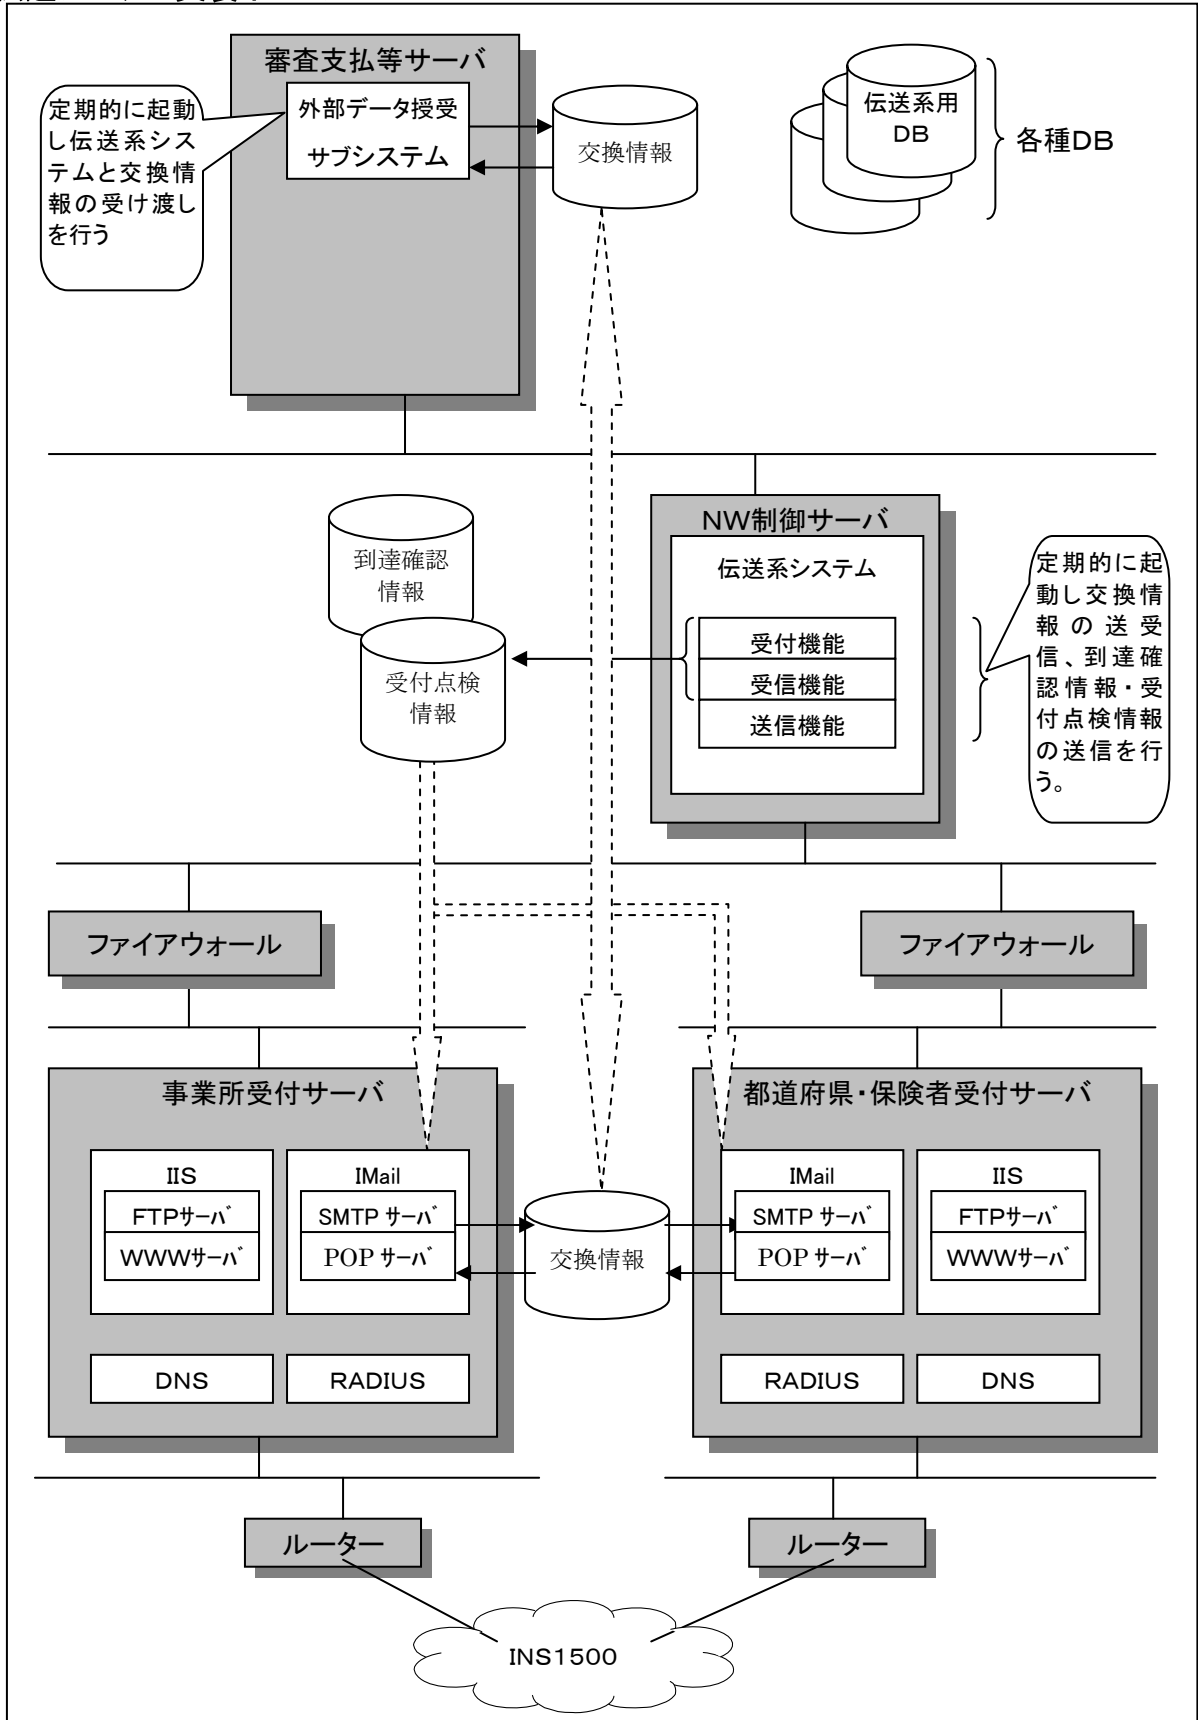 審査支払等サーバ
外部データ授受
サブシステム
定期的に起動
し伝送系シス
テムと交換情
報の受け渡し
を行う
交換情報
伝送系用
DB
各種DB
NW制御サーバ
伝送系システム
受付機能
受信機能
送信機能
到達確認
情報
受付点検
情報
定期的に起
動し交換情
報の送受
信、到達確
認情報・受
付点検情報
の送信を行
う。
ファイアウォール
ファイアウォール
事業所受付サーバ
IIS
FTPサーバ
WWWサーバ
IMail
SMTP サーバ
POP サーバ
DNS
RADIUS
交換情報
都道府県・保険者受付サーバ
IMail
SMTP サーバ
POP サーバ
IIS
FTPサーバ
WWWサーバ
RADIUS
DNS
ルーター
ルーター
INS1500